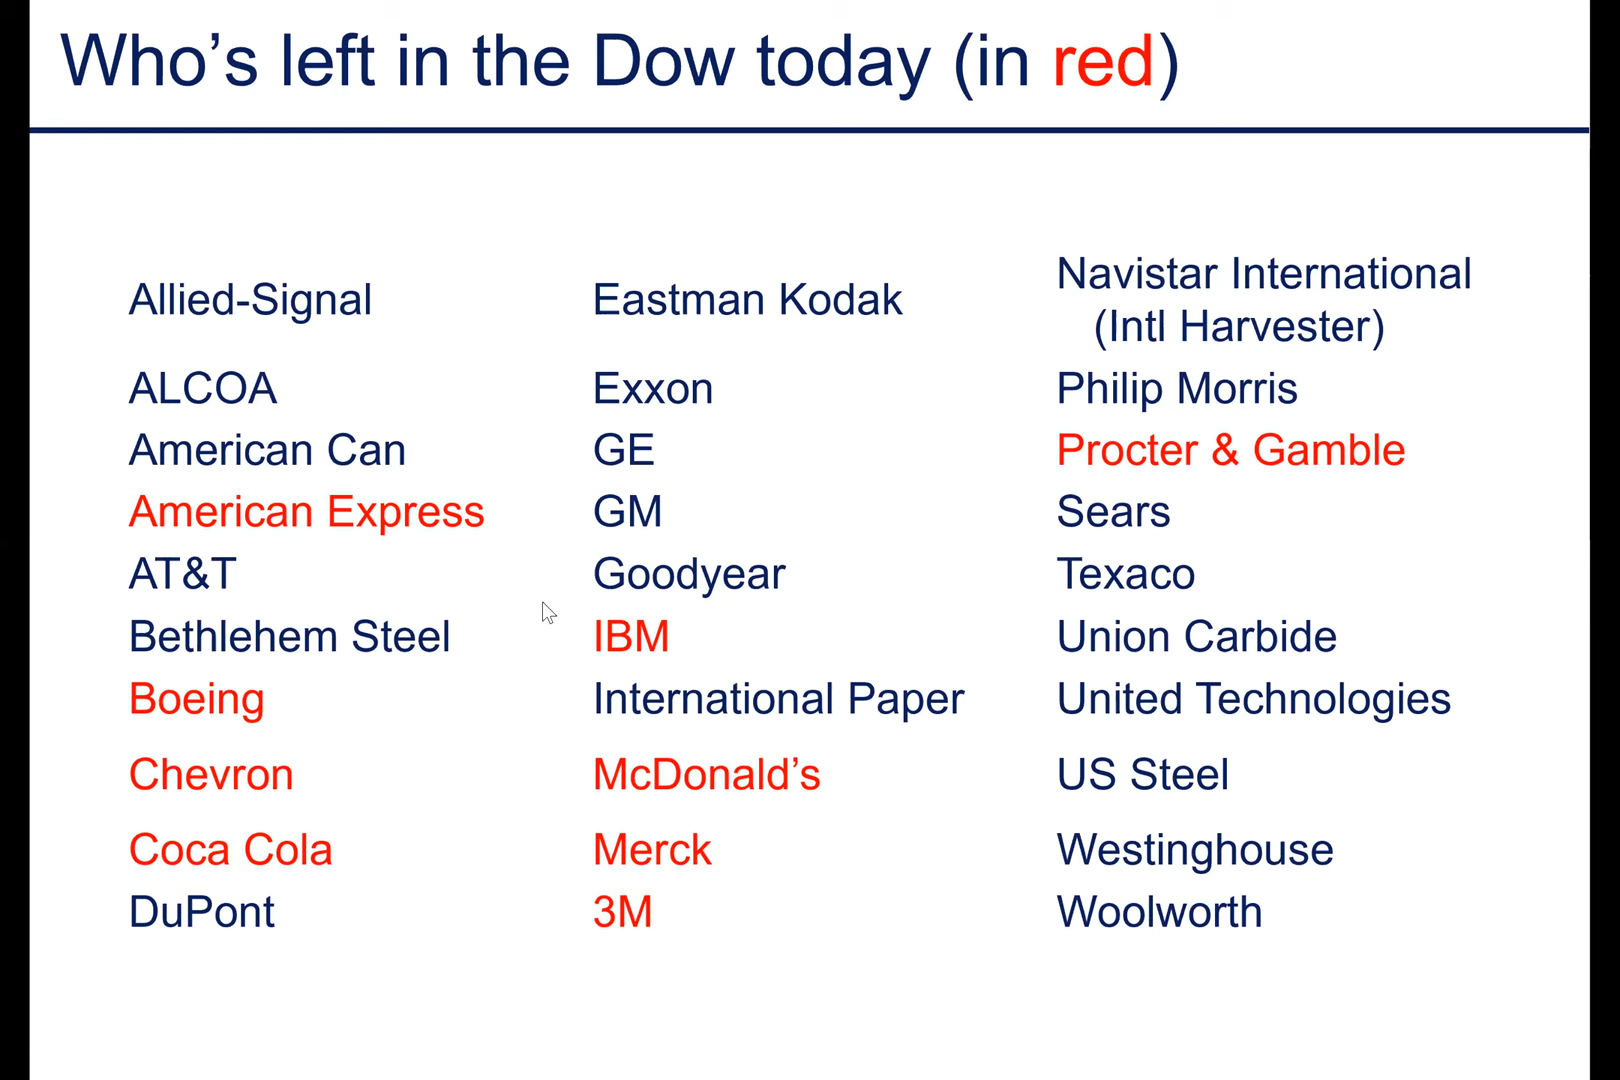 Who’s left in the Dow today (in red)
Allied-Signal
Eastman Kodak
Navistar International
(Intl Harvester)
ALCOA
Exxon
Philip Morris
American Can
GE
Procter & Gamble
American Express
GM
Sears
AT&T
Goodyear
Texaco
Bethlehem Steel
IBM
Union Carbide
Boeing
International Paper
United Technologies
Chevron
McDonald’s
US Steel
Coca Cola
Merck
Westinghouse
DuPont
3M
Woolworth